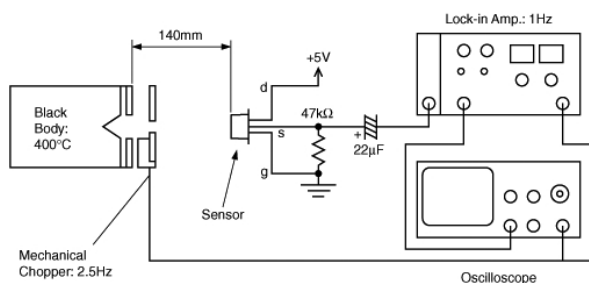 Lock-in Amp.: 1Hz
140mm
+5V
d
Black
Body:
400°C
47kΩ
s
+
22μF
g
Sensor
Mechanical
Chopper: 2.5Hz
Oscilloscope